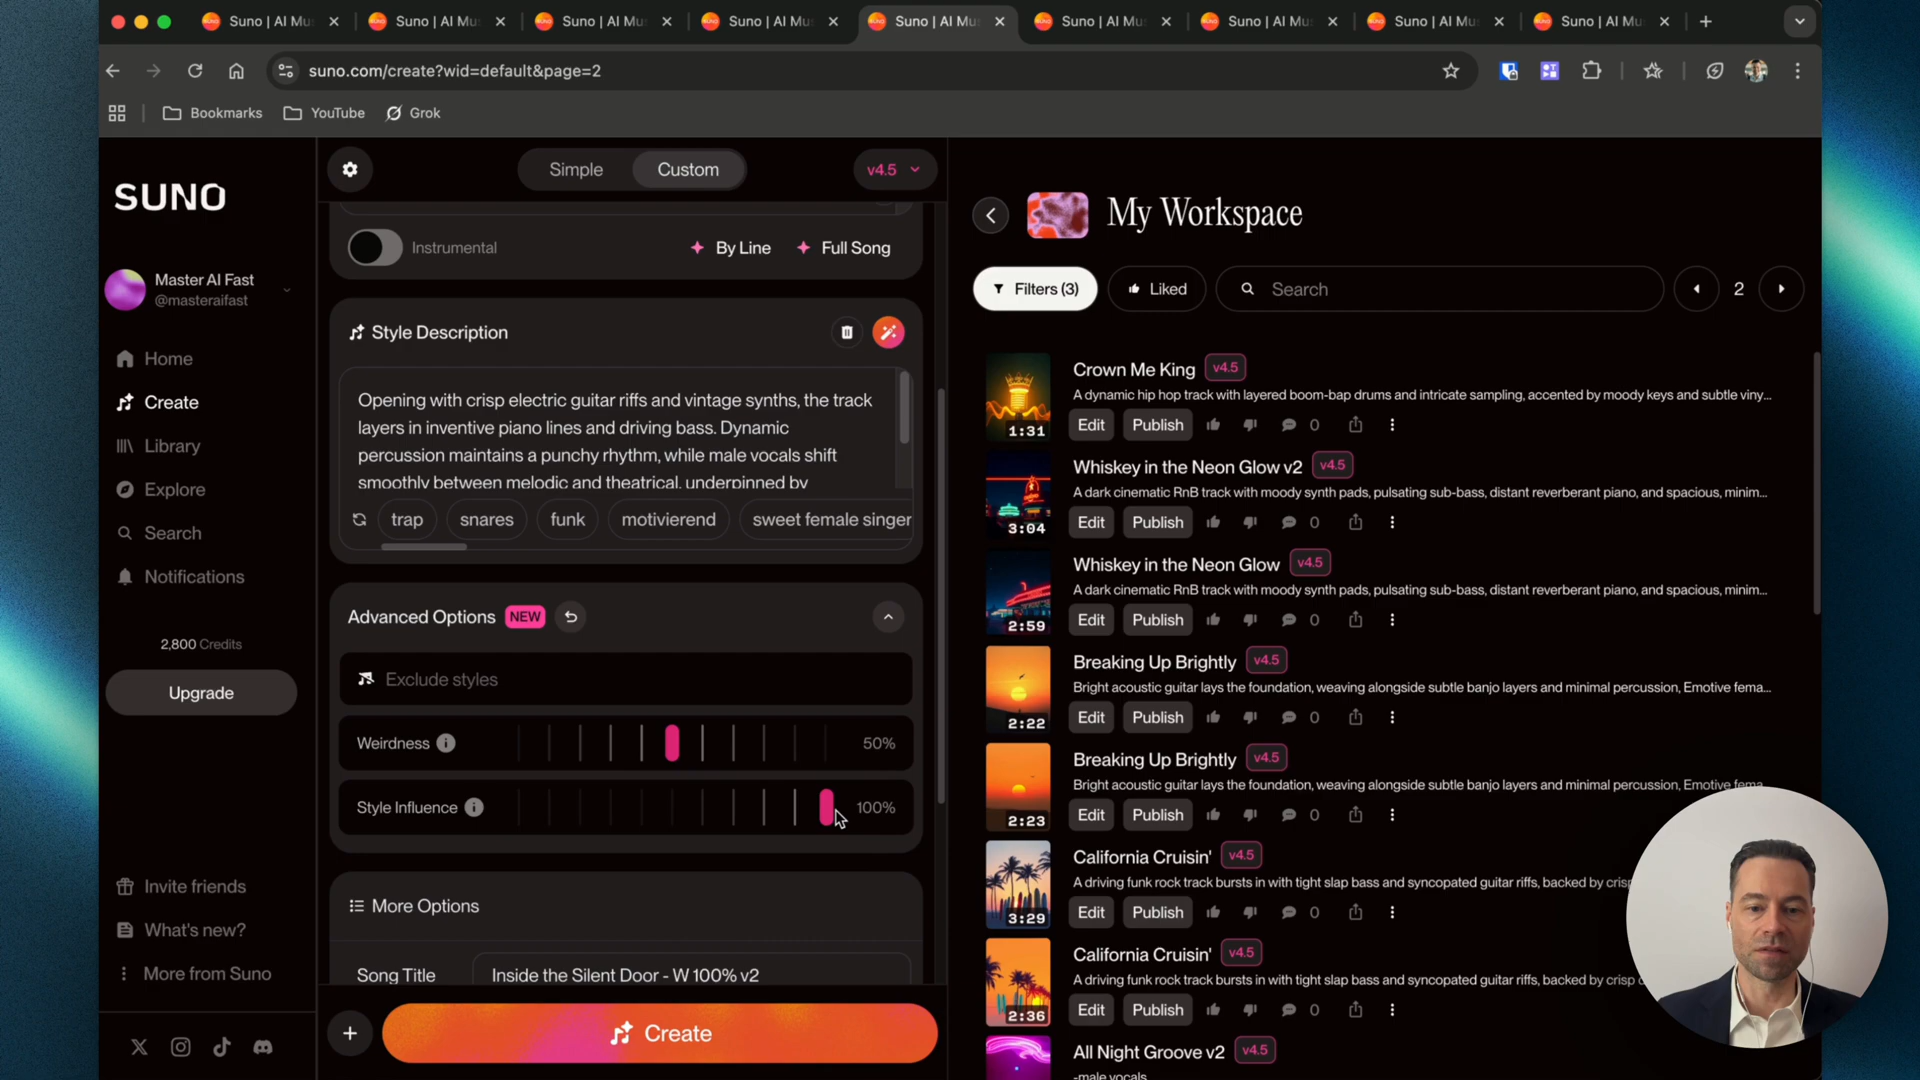 Suno | AI Mu
Suno | AI Mu
Suno | AI Mu
Suno | AI Mu
Suno | AI Mus
Suno | AI Mu
Suno | AI Mu
Suno | AI Mu
Suno | AI Mu
suno.com/create?wid=default&page=2
Bookmarks
YouTube
Grok
SUNO
Master AI Fast
@masteraifast
Home
Create
Library
Explore
Search
Notifications
2,800 Credits
Upgrade
Invite friends
What's new?
More from Suno
Simple
Custom
v4.5
Instrumental
By Line
Full Song
Style Description
Opening with crisp electric guitar riffs and vintage synths, the track
layers in inventive piano lines and driving bass. Dynamic
percussion maintains a punchy rhythm, while male vocals shift
smoothly between melodic and theatrical, underpinned by
trap
snares
funk
motivierend
sweet female singer
Advanced Options NEW
Exclude styles
Weirdness
50%
Style Influence
100%
More Options
Song Title
Inside the Silent Door - W 100% v2
Create
My Workspace
Filters (3)
Liked
Search
2
Crown Me King v4.5
A dynamic hip hop track with layered boom-bap drums and intricate sampling, accented by moody keys and subtle viny...
1:31
Edit Publish 0
Whiskey in the Neon Glow v2 v4.5
A dark cinematic RnB track with moody synth pads, pulsating sub-bass, distant reverberant piano, and spacious, minim...
3:04
Edit Publish 0
Whiskey in the Neon Glow v4.5
A dark cinematic RnB track with moody synth pads, pulsating sub-bass, distant reverberant piano, and spacious, minim...
2:59
Edit Publish 0
Breaking Up Brightly v4.5
Bright acoustic guitar lays the foundation, weaving alongside subtle banjo layers and minimal percussion, Emotive fema...
2:22
Edit Publish 0
Breaking Up Brightly v4.5
Bright acoustic guitar lays the foundation, weaving alongside subtle banjo layers and minimal percussion, Emotive fema...
2:23
Edit Publish 0
California Cruisin' v4.5
A driving funk rock track bursts in with tight slap bass and syncopated guitar riffs, backed by crisp
3:29
Edit Publish 0
California Cruisin' v4.5
A driving funk rock track bursts in with tight slap bass and syncopated guitar riffs, backed by crisp
2:36
Edit Publish 0
All Night Groove v2 v4.5
-male vocals